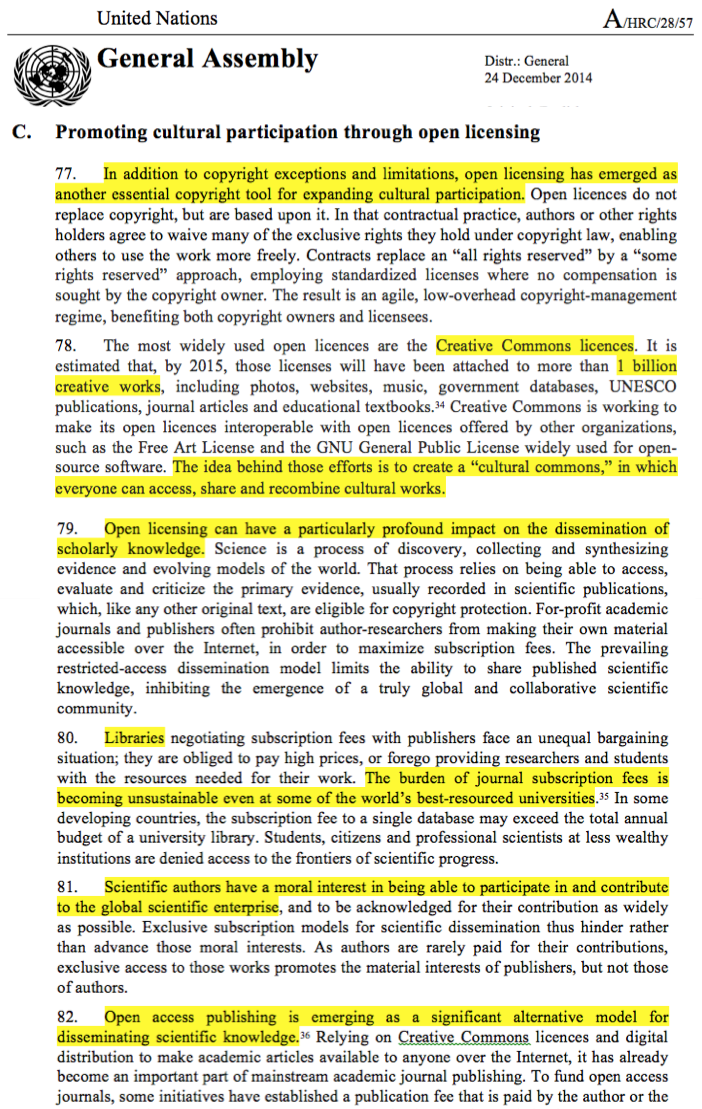 United Nations
A/HRC/28/57
General Assembly
Distr.: General
24 December 2014
C. Promoting cultural participation through open licensing
77. In addition to copyright exceptions and limitations, open licensing has emerged as
another essential copyright tool for expanding cultural participation. Open licences do not
replace copyright, but are based upon it. In that contractual practice, authors or other rights
holders agree to waive many of the exclusive rights they hold under copyright law, enabling
others to use the work more freely. Contracts replace an “all rights reserved” by a “some
rights reserved” approach, employing standardized licenses where no compensation is
sought by the copyright owner. The result is an agile, low-overhead copyright-management
regime, benefiting both copyright owners and licensees.
78. The most widely used open licences are the Creative Commons licences. It is
estimated that, by 2015, those licenses will have been attached to more than 1 billion
creative works, including photos, websites, music, government databases, UNESCO
publications, journal articles and educational textbooks.34 Creative Commons is working to
make its open licences interoperable with open licences offered by other organizations,
such as the Free Art License and the GNU General Public License widely used for open-
source software. The idea behind those efforts is to create a “cultural commons,” in which
everyone can access, share and recombine cultural works.
79. Open licensing can have a particularly profound impact on the dissemination of
scholarly knowledge. Science is a process of discovery, collecting and synthesizing
evidence and evolving models of the world. That process relies on being able to access,
evaluate and criticize the primary evidence, usually recorded in scientific publications,
which, like any other original text, are eligible for copyright protection. For-profit academic
journals and publishers often prohibit author-researchers from making their own material
accessible over the Internet, in order to maximize subscription fees. The prevailing
restricted-access dissemination model limits the ability to share published scientific
knowledge, inhibiting the emergence of a truly global and collaborative scientific
community.
80. Libraries negotiating subscription fees with publishers face an unequal bargaining
situation; they are obliged to pay high prices, or forego providing researchers and students
with the resources needed for their work. The burden of journal subscription fees is
becoming unsustainable even at some of the world’s best-resourced universities.35 In some
developing countries, the subscription fee to a single database may exceed the total annual
budget of a university library. Students, citizens and professional scientists at less wealthy
institutions are denied access to the frontiers of scientific progress.
81. Scientific authors have a moral interest in being able to participate in and contribute
to the global scientific enterprise, and to be acknowledged for their contribution as widely
as possible. Exclusive subscription models for scientific dissemination thus hinder rather
than advance those moral interests. As authors are rarely paid for their contributions,
exclusive access to those works promotes the material interests of publishers, but not those
of authors.
82. Open access publishing is emerging as a significant alternative model for
disseminating scientific knowledge.36 Relying on Creative Commons licences and digital
distribution to make academic articles available to anyone over the Internet, it has already
become an important part of mainstream academic journal publishing. To fund open access
journals, some initiatives have established a publication fee that is paid by the author or the